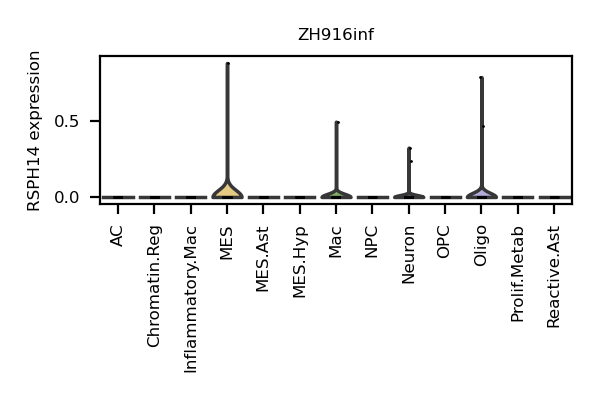 ZH916inf
RSPH14 expression
0.5
0.0
AC
Chromatin.Reg
Inflammatory.Mac
MES
MES.Ast
MES.Hyp
Mac
NPC
Neuron
OPC
Oligo
Prolif.Metab
Reactive.Ast